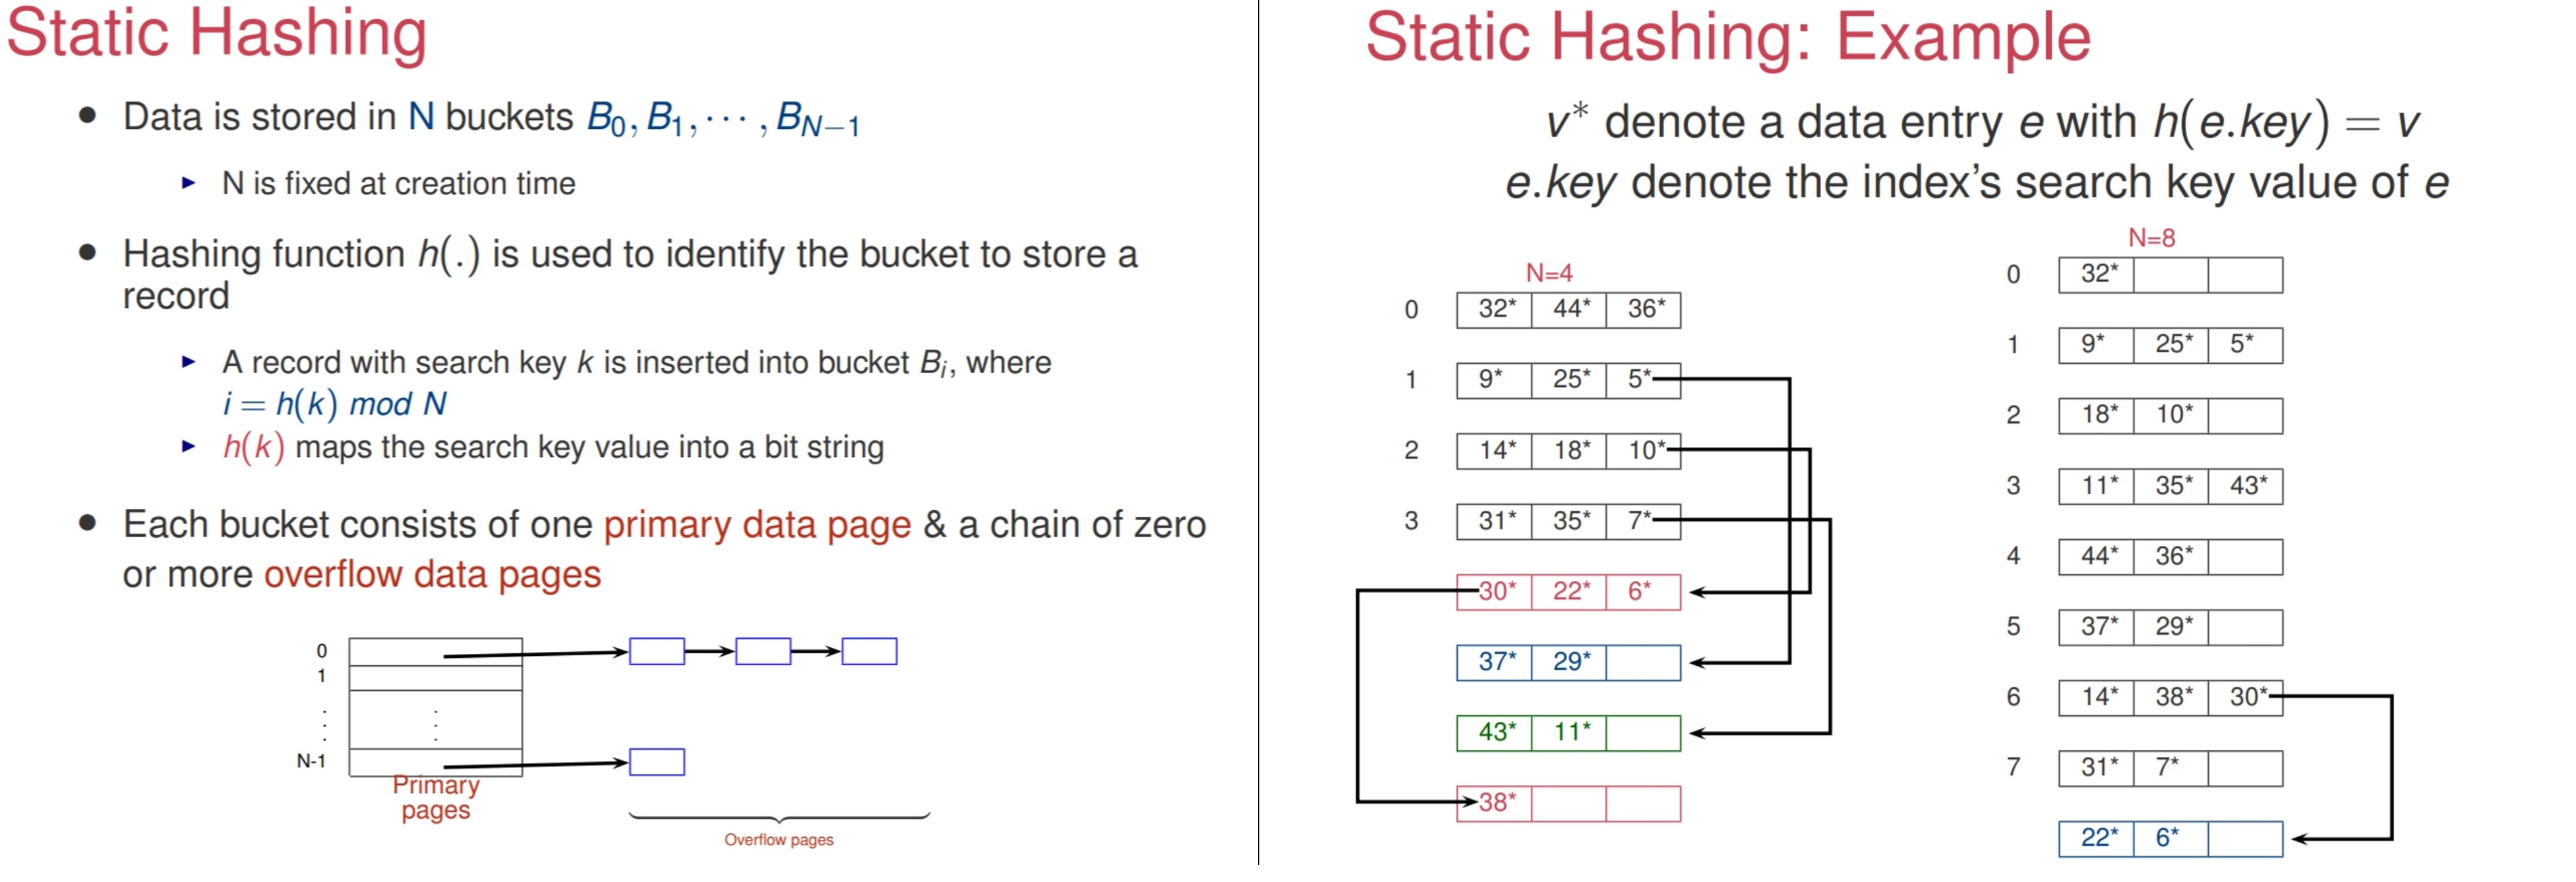 Static Hashing
• Data is stored in N buckets B₀, B₁, ⋯ , B_{N−1}
▸ N is fixed at creation time
• Hashing function h(.) is used to identify the bucket to store a
record
▸ A record with search key k is inserted into bucket Bᵢ, where
i = h(k) mod N
▸ h(k) maps the search key value into a bit string
• Each bucket consists of one primary data page & a chain of zero
or more overflow data pages
0
1
⋮
N-1
Primary
pages
Overflow pages
Static Hashing: Example
v* denote a data entry e with h(e.key) = v
e.key denote the index's search key value of e
N=4
0 32* 44* 36*
1 9* 25* 5*
2 14* 18* 10*
3 31* 35* 7*
30* 22* 6*
37* 29*
43* 11*
38*
N=8
0 32*
1 9* 25* 5*
2 18* 10*
3 11* 35* 43*
4 44* 36*
5 37* 29*
6 14* 38* 30*
7 31* 7*
22* 6*